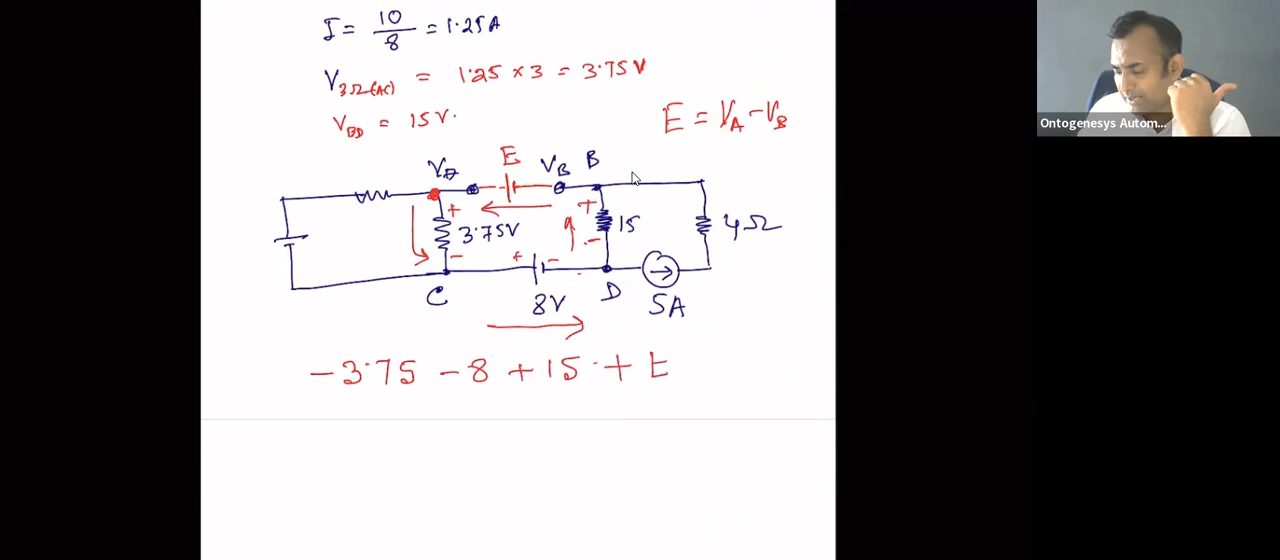 I = 10/8 = 1.25A
V3Ω(AC) = 1.25 × 3 = 3.75V
VBD = 15V.
E = VA - VB
Ontogenesys Autom...
E
VA
VB
B
+
+
3.75V
15
4Ω
-
-
+
-
C
8V
D
5A
-3.75 - 8 + 15 + E